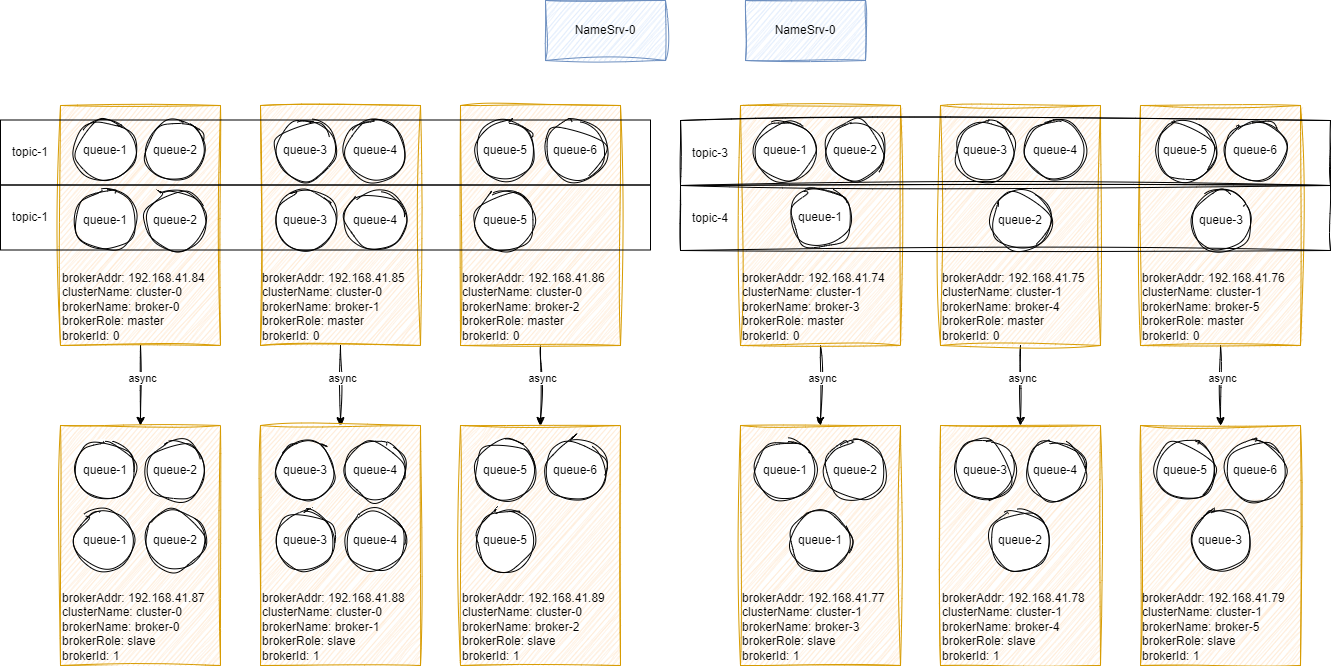 NameSrv-0
NameSrv-0
topic-1
queue-1
queue-2
queue-3
queue-4
queue-5
queue-6
topic-1
queue-1
queue-2
queue-3
queue-4
queue-5
topic-3
queue-1
queue-2
queue-3
queue-4
queue-5
queue-6
topic-4
queue-1
queue-2
queue-3
brokerAddr: 192.168.41.84
clusterName: cluster-0
brokerName: broker-0
brokerRole: master
brokerId: 0
brokerAddr: 192.168.41.85
clusterName: cluster-0
brokerName: broker-1
brokerRole: master
brokerId: 0
brokerAddr: 192.168.41.86
clusterName: cluster-0
brokerName: broker-2
brokerRole: master
brokerId: 0
brokerAddr: 192.168.41.74
clusterName: cluster-1
brokerName: broker-3
brokerRole: master
brokerId: 0
brokerAddr: 192.168.41.75
clusterName: cluster-1
brokerName: broker-4
brokerRole: master
brokerId: 0
brokerAddr: 192.168.41.76
clusterName: cluster-1
brokerName: broker-5
brokerRole: master
brokerId: 0
async
async
async
async
async
async
queue-1
queue-2
queue-1
queue-2
brokerAddr: 192.168.41.87
clusterName: cluster-0
brokerName: broker-0
brokerRole: slave
brokerId: 1
queue-3
queue-4
queue-3
queue-4
brokerAddr: 192.168.41.88
clusterName: cluster-0
brokerName: broker-1
brokerRole: slave
brokerId: 1
queue-5
queue-6
queue-5
brokerAddr: 192.168.41.89
clusterName: cluster-0
brokerName: broker-2
brokerRole: slave
brokerId: 1
queue-1
queue-2
queue-1
brokerAddr: 192.168.41.77
clusterName: cluster-1
brokerName: broker-3
brokerRole: slave
brokerId: 1
queue-3
queue-4
queue-2
brokerAddr: 192.168.41.78
clusterName: cluster-1
brokerName: broker-4
brokerRole: slave
brokerId: 1
queue-5
queue-6
queue-3
brokerAddr: 192.168.41.79
clusterName: cluster-1
brokerName: broker-5
brokerRole: slave
brokerId: 1